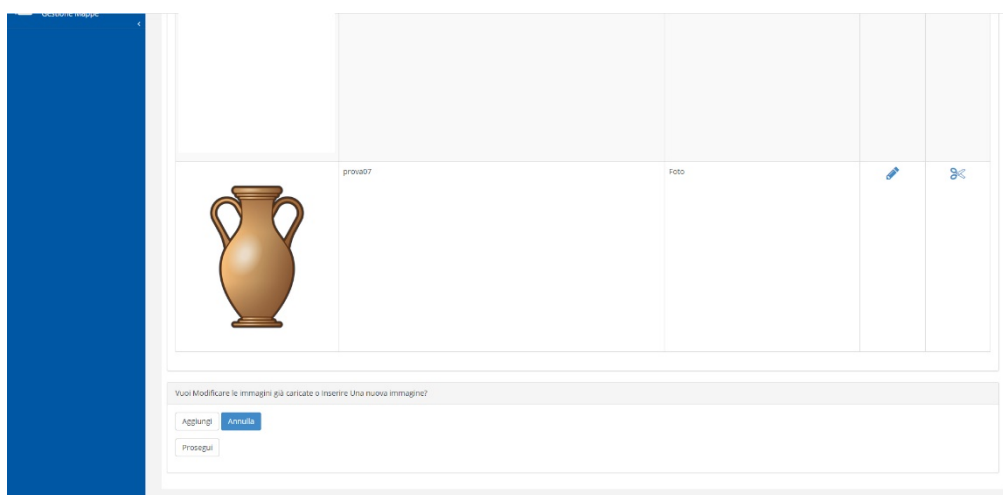 Gestione Mappe
prova07 Foto
Vuoi Modificare le immagini già caricate o Inserire Una nuova immagine?
Aggiungi Annulla
Prosegui